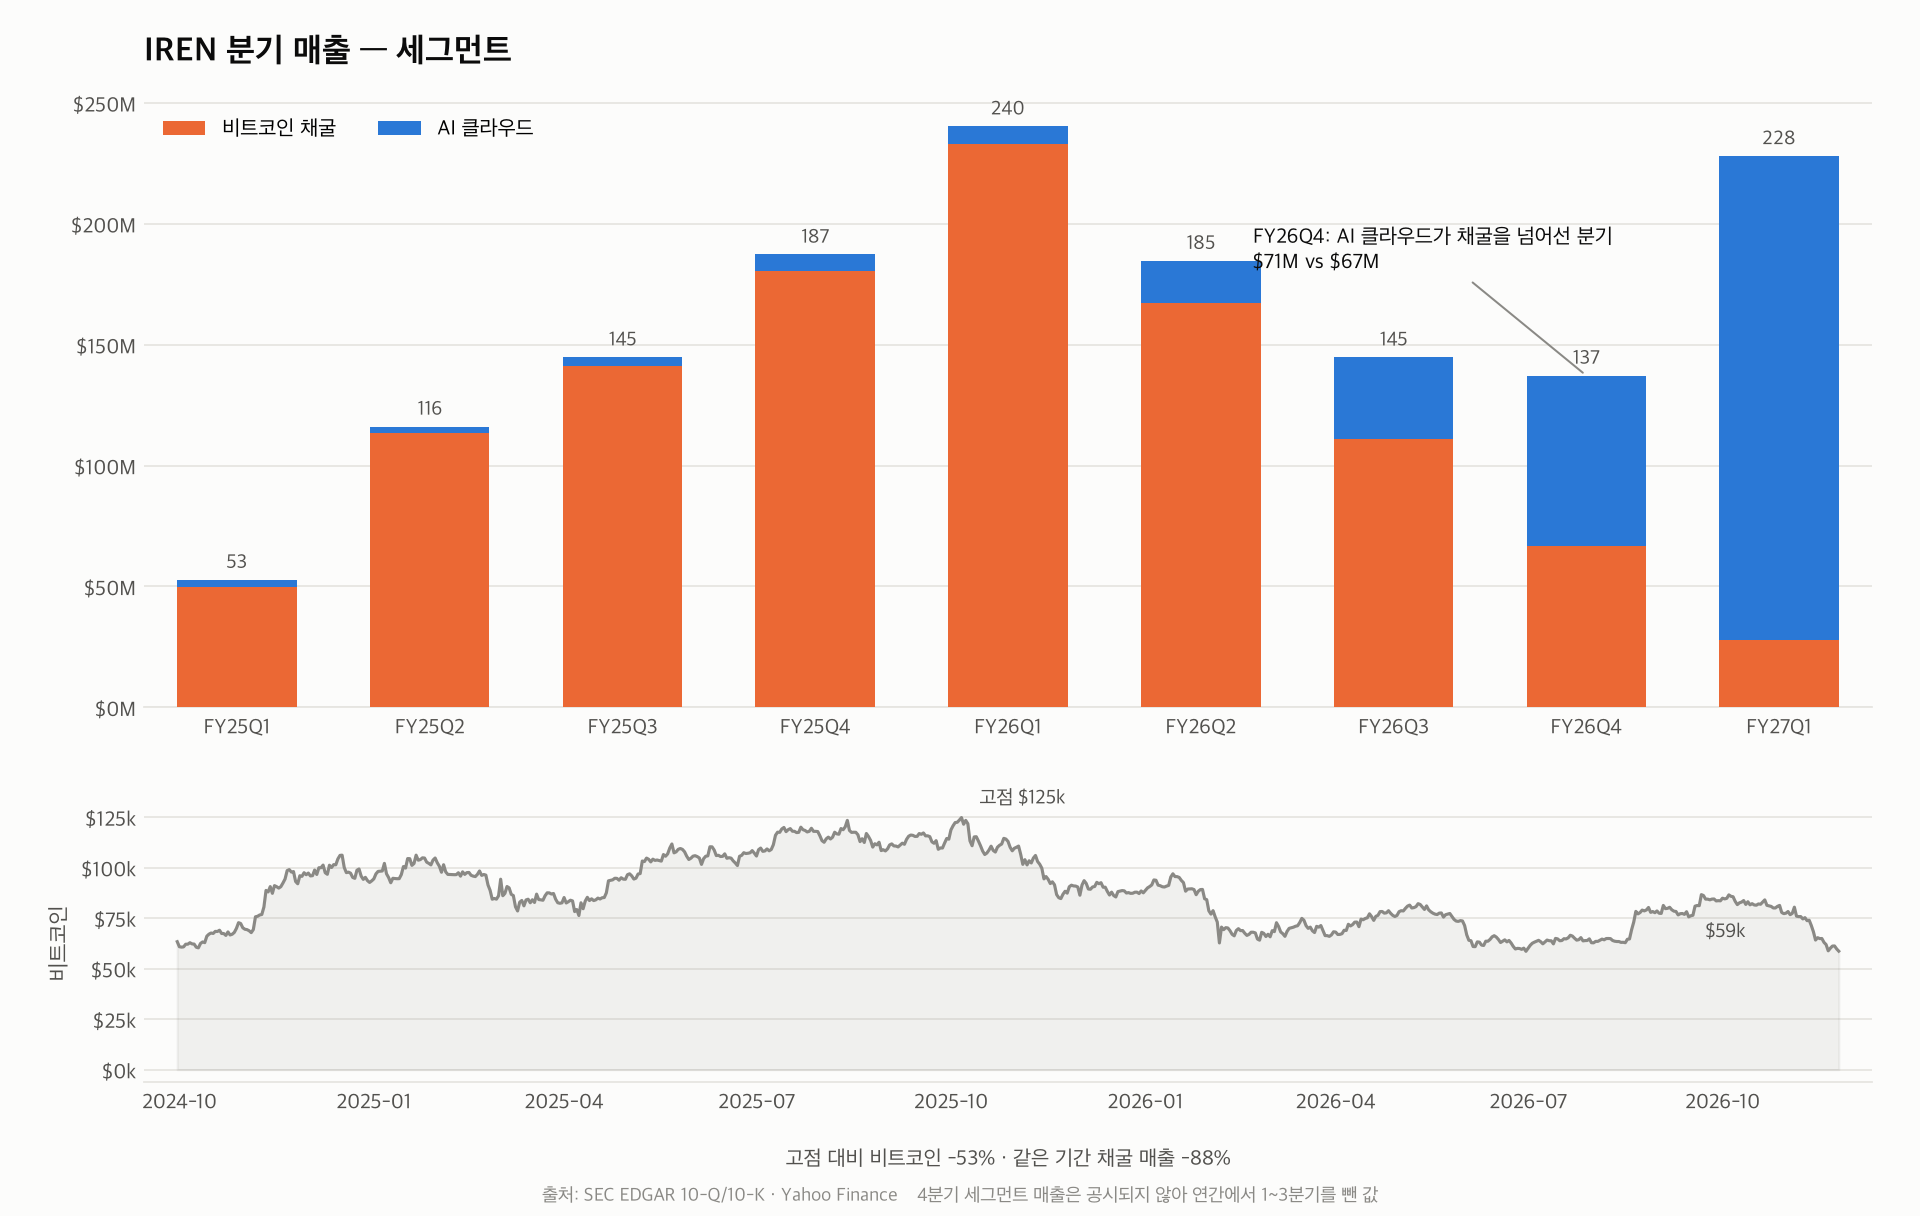 IREN 분기 매출 — 세그먼트
$250M
$200M
$150M
$100M
$50M
$0M
비트코인 채굴
AI 클라우드
53
116
145
187
240
185
145
137
228
FY26Q4: AI 클라우드가 채굴을 넘어선 분기
$71M vs $67M
FY25Q1
FY25Q2
FY25Q3
FY25Q4
FY26Q1
FY26Q2
FY26Q3
FY26Q4
FY27Q1
비트코인
$125k
$100k
$75k
$50k
$25k
$0k
고점 $125k
$59k
2024-10
2025-01
2025-04
2025-07
2025-10
2026-01
2026-04
2026-07
2026-10
고점 대비 비트코인 -53% · 같은 기간 채굴 매출 -88%
출처: SEC EDGAR 10-Q/10-K · Yahoo Finance 4분기 세그먼트 매출은 공시되지 않아 연간에서 1~3분기를 뺀 값